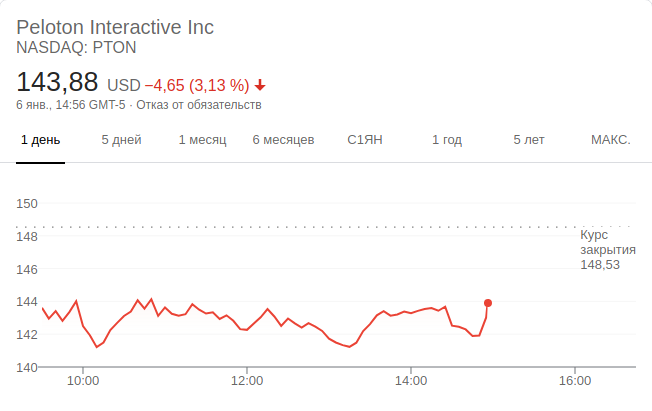 Peloton Interactive Inc
NASDAQ: PTON
143,88 USD −4,65 (3,13 %)
6 янв., 14:56 GMT-5 · Отказ от обязательств
1 день 5 дней 1 месяц 6 месяцев С1ЯН 1 год 5 лет МАКС.
150
148
Курс
закрытия
148,53
146
144
142
140
10:00 12:00 14:00 16:00